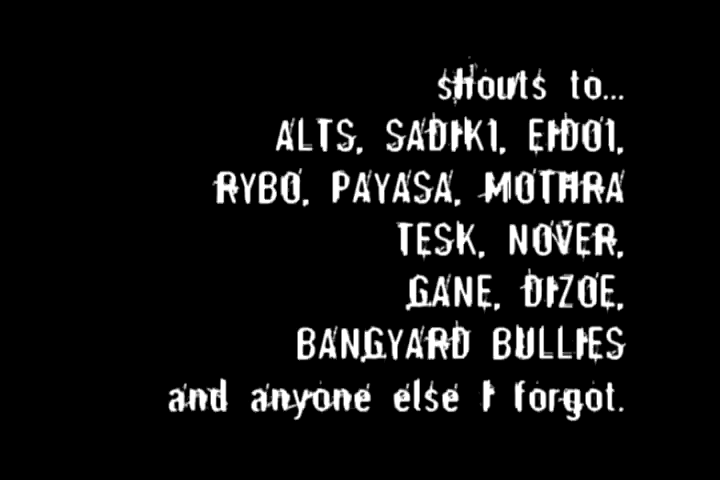 shouts to...
ALTS, SADIK1, EIDO1,
RYBO, PAYASA, MOTHRA
TESK, NOVER,
GANE, DIZOE,
BANGYARD BULLIES
and anyone else I forgot.